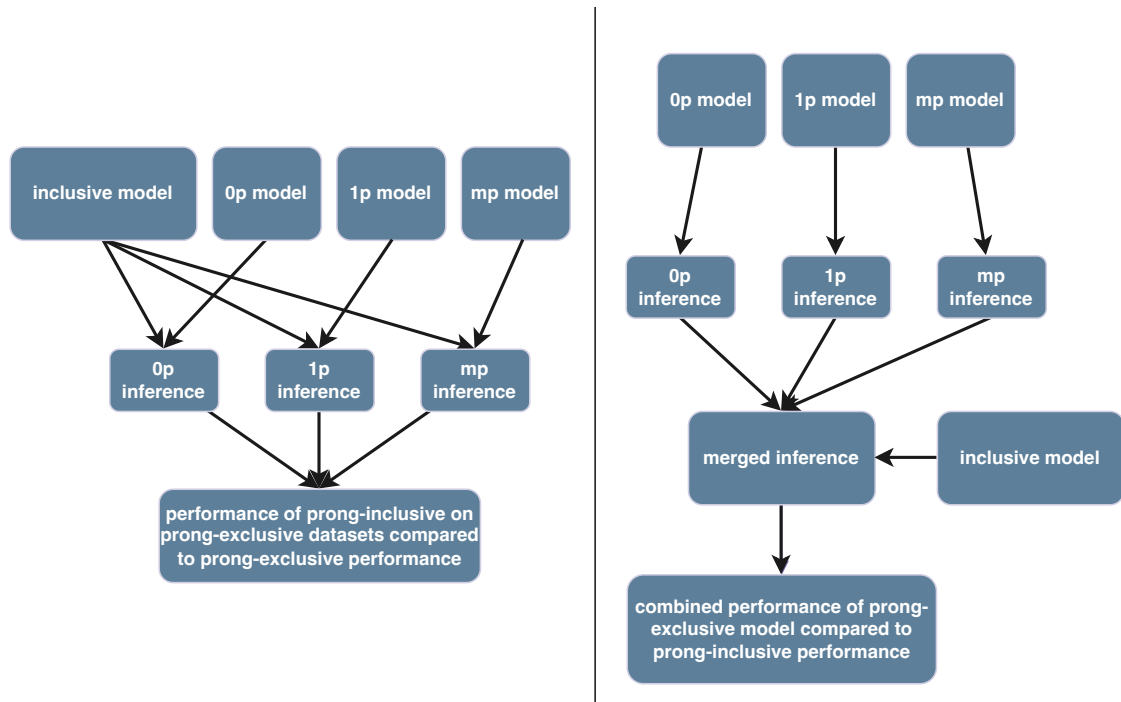 inclusive model
0p model
1p model
mp model
0p
inference
1p
inference
mp
inference
performance of prong-inclusive on
prong-exclusive datasets compared
to prong-exclusive performance
0p model
1p model
mp model
0p
inference
1p
inference
mp
inference
merged inference
inclusive model
combined performance of prong-
exclusive model compared to
prong-inclusive performance